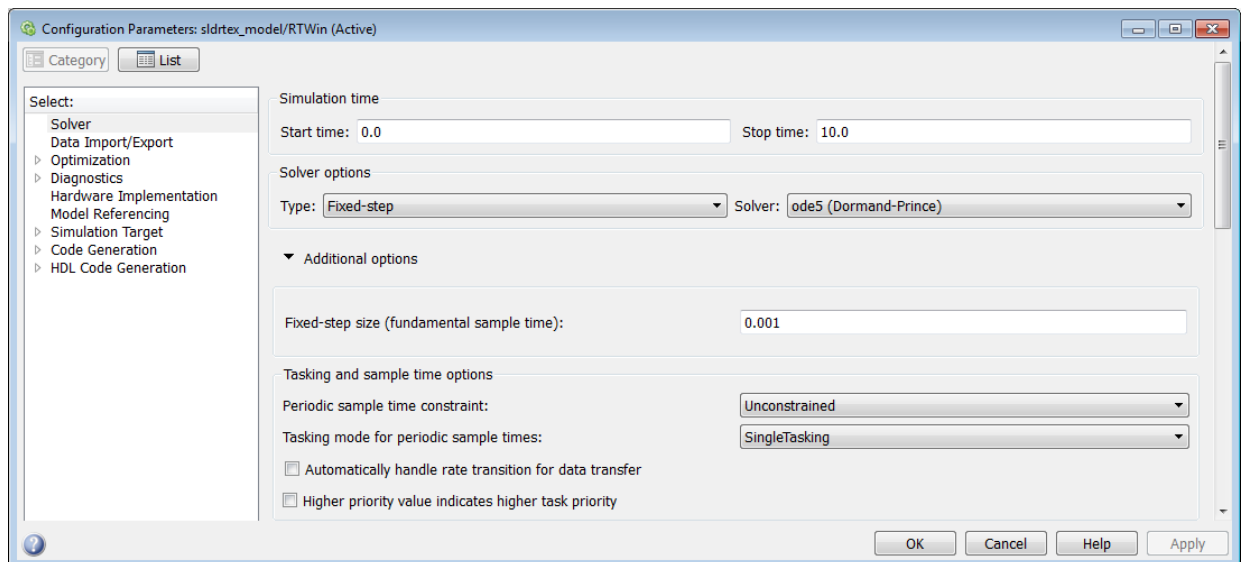 Configuration Parameters: sldrtex_model/RTWin (Active)
Category List
Select:
Solver
Data Import/Export
Optimization
Diagnostics
Hardware Implementation
Model Referencing
Simulation Target
Code Generation
HDL Code Generation
Simulation time
Start time: 0.0 Stop time: 10.0
Solver options
Type: Fixed-step Solver: ode5 (Dormand-Prince)
Additional options
Fixed-step size (fundamental sample time): 0.001
Tasking and sample time options
Periodic sample time constraint: Unconstrained
Tasking mode for periodic sample times: SingleTasking
Automatically handle rate transition for data transfer
Higher priority value indicates higher task priority
OK Cancel Help Apply